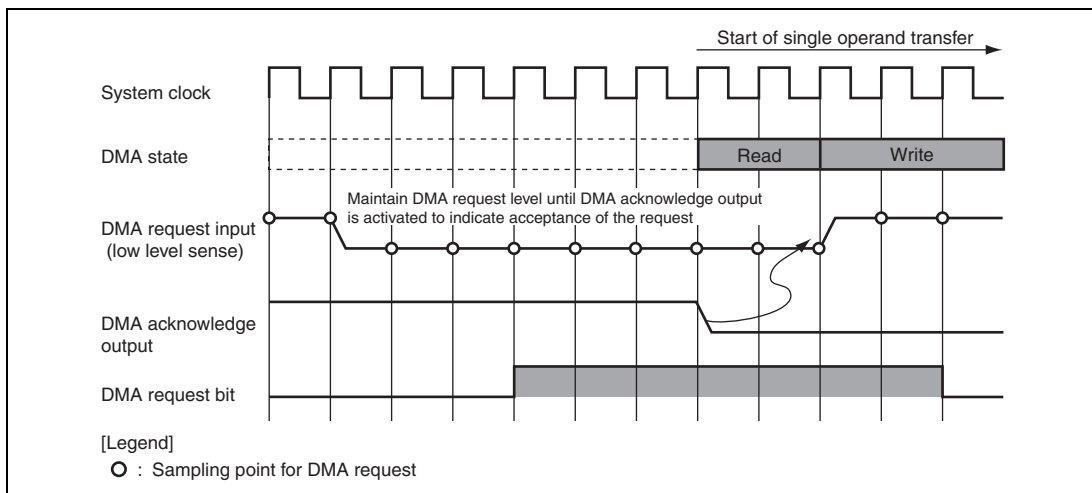 Start of single operand transfer
System clock
DMA state
Read
Write
Maintain DMA request level until DMA acknowledge output
is activated to indicate acceptance of the request
DMA request input
(low level sense)
DMA acknowledge
output
DMA request bit
[Legend]
: Sampling point for DMA request